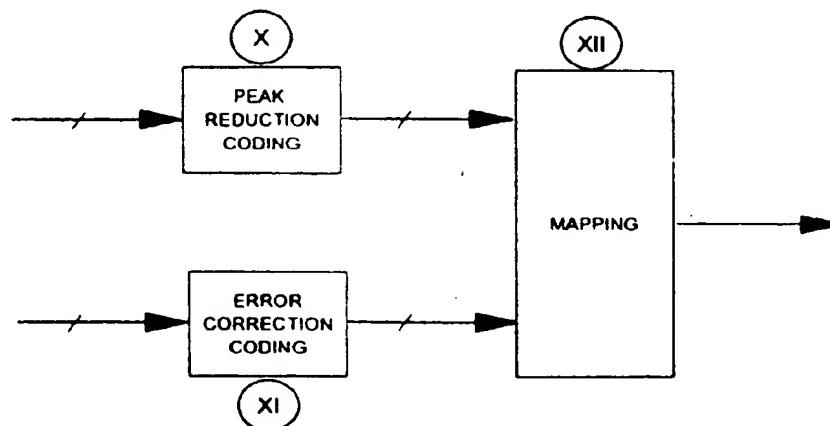 X
PEAK
REDUCTION
CODING
XII
MAPPING
ERROR
CORRECTION
CODING
XI